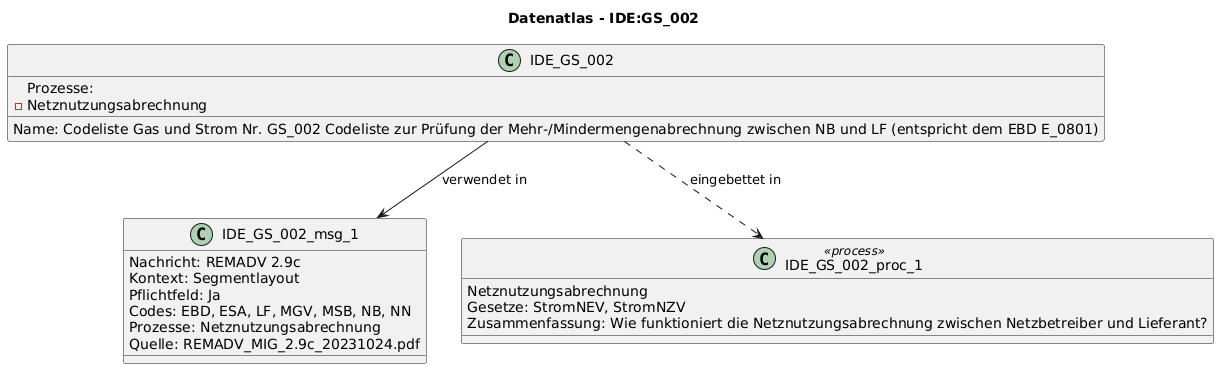 Datenatlas - IDE:GS_002
C IDE_GS_002
Prozesse:
Netznutzungsabrechnung
Name: Codeliste Gas und Strom Nr. GS_002 Codeliste zur Prüfung der Mehr-/Mindermengenabrechnung zwischen NB und LF (entspricht dem EBD E_0801)
verwendet in
eingebettet in
C IDE_GS_002_msg_1
Nachricht: REMADV 2.9c
Kontext: Segmentlayout
Pflichtfeld: Ja
Codes: EBD, ESA, LF, MGV, MSB, NB, NN
Prozesse: Netznutzungsabrechnung
Quelle: REMADV_MIG_2.9c_20231024.pdf
«process»
C IDE_GS_002_proc_1
Netznutzungsabrechnung
Gesetze: StromNEV, StromNZV
Zusammenfassung: Wie funktioniert die Netznutzungsabrechnung zwischen Netzbetreiber und Lieferant?